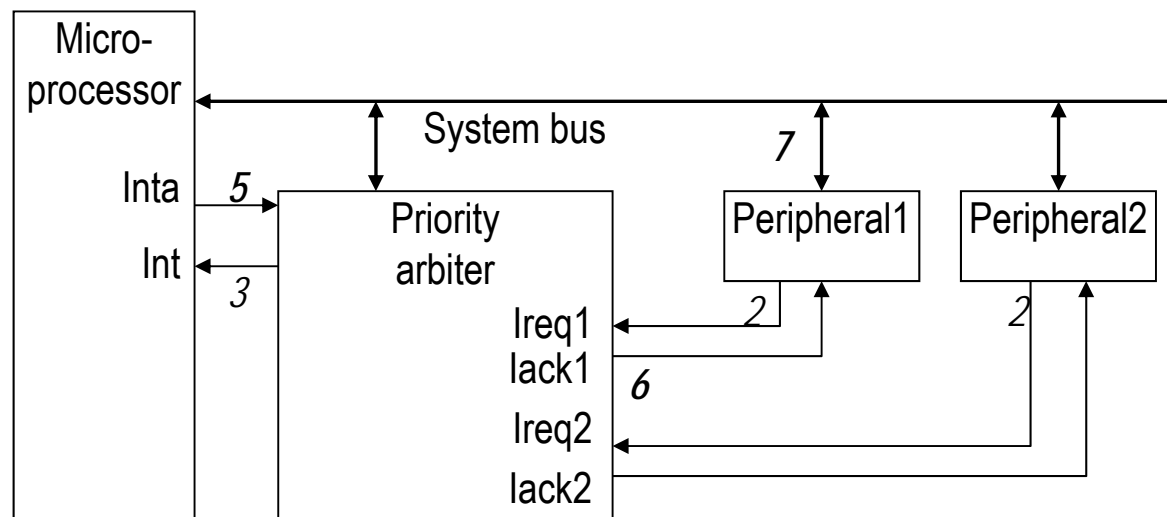 Micro-
processor
System bus
7
Inta
5
Priority
arbiter
Peripheral1
Peripheral2
Int
3
2
2
Ireq1
Iack1
6
Ireq2
Iack2